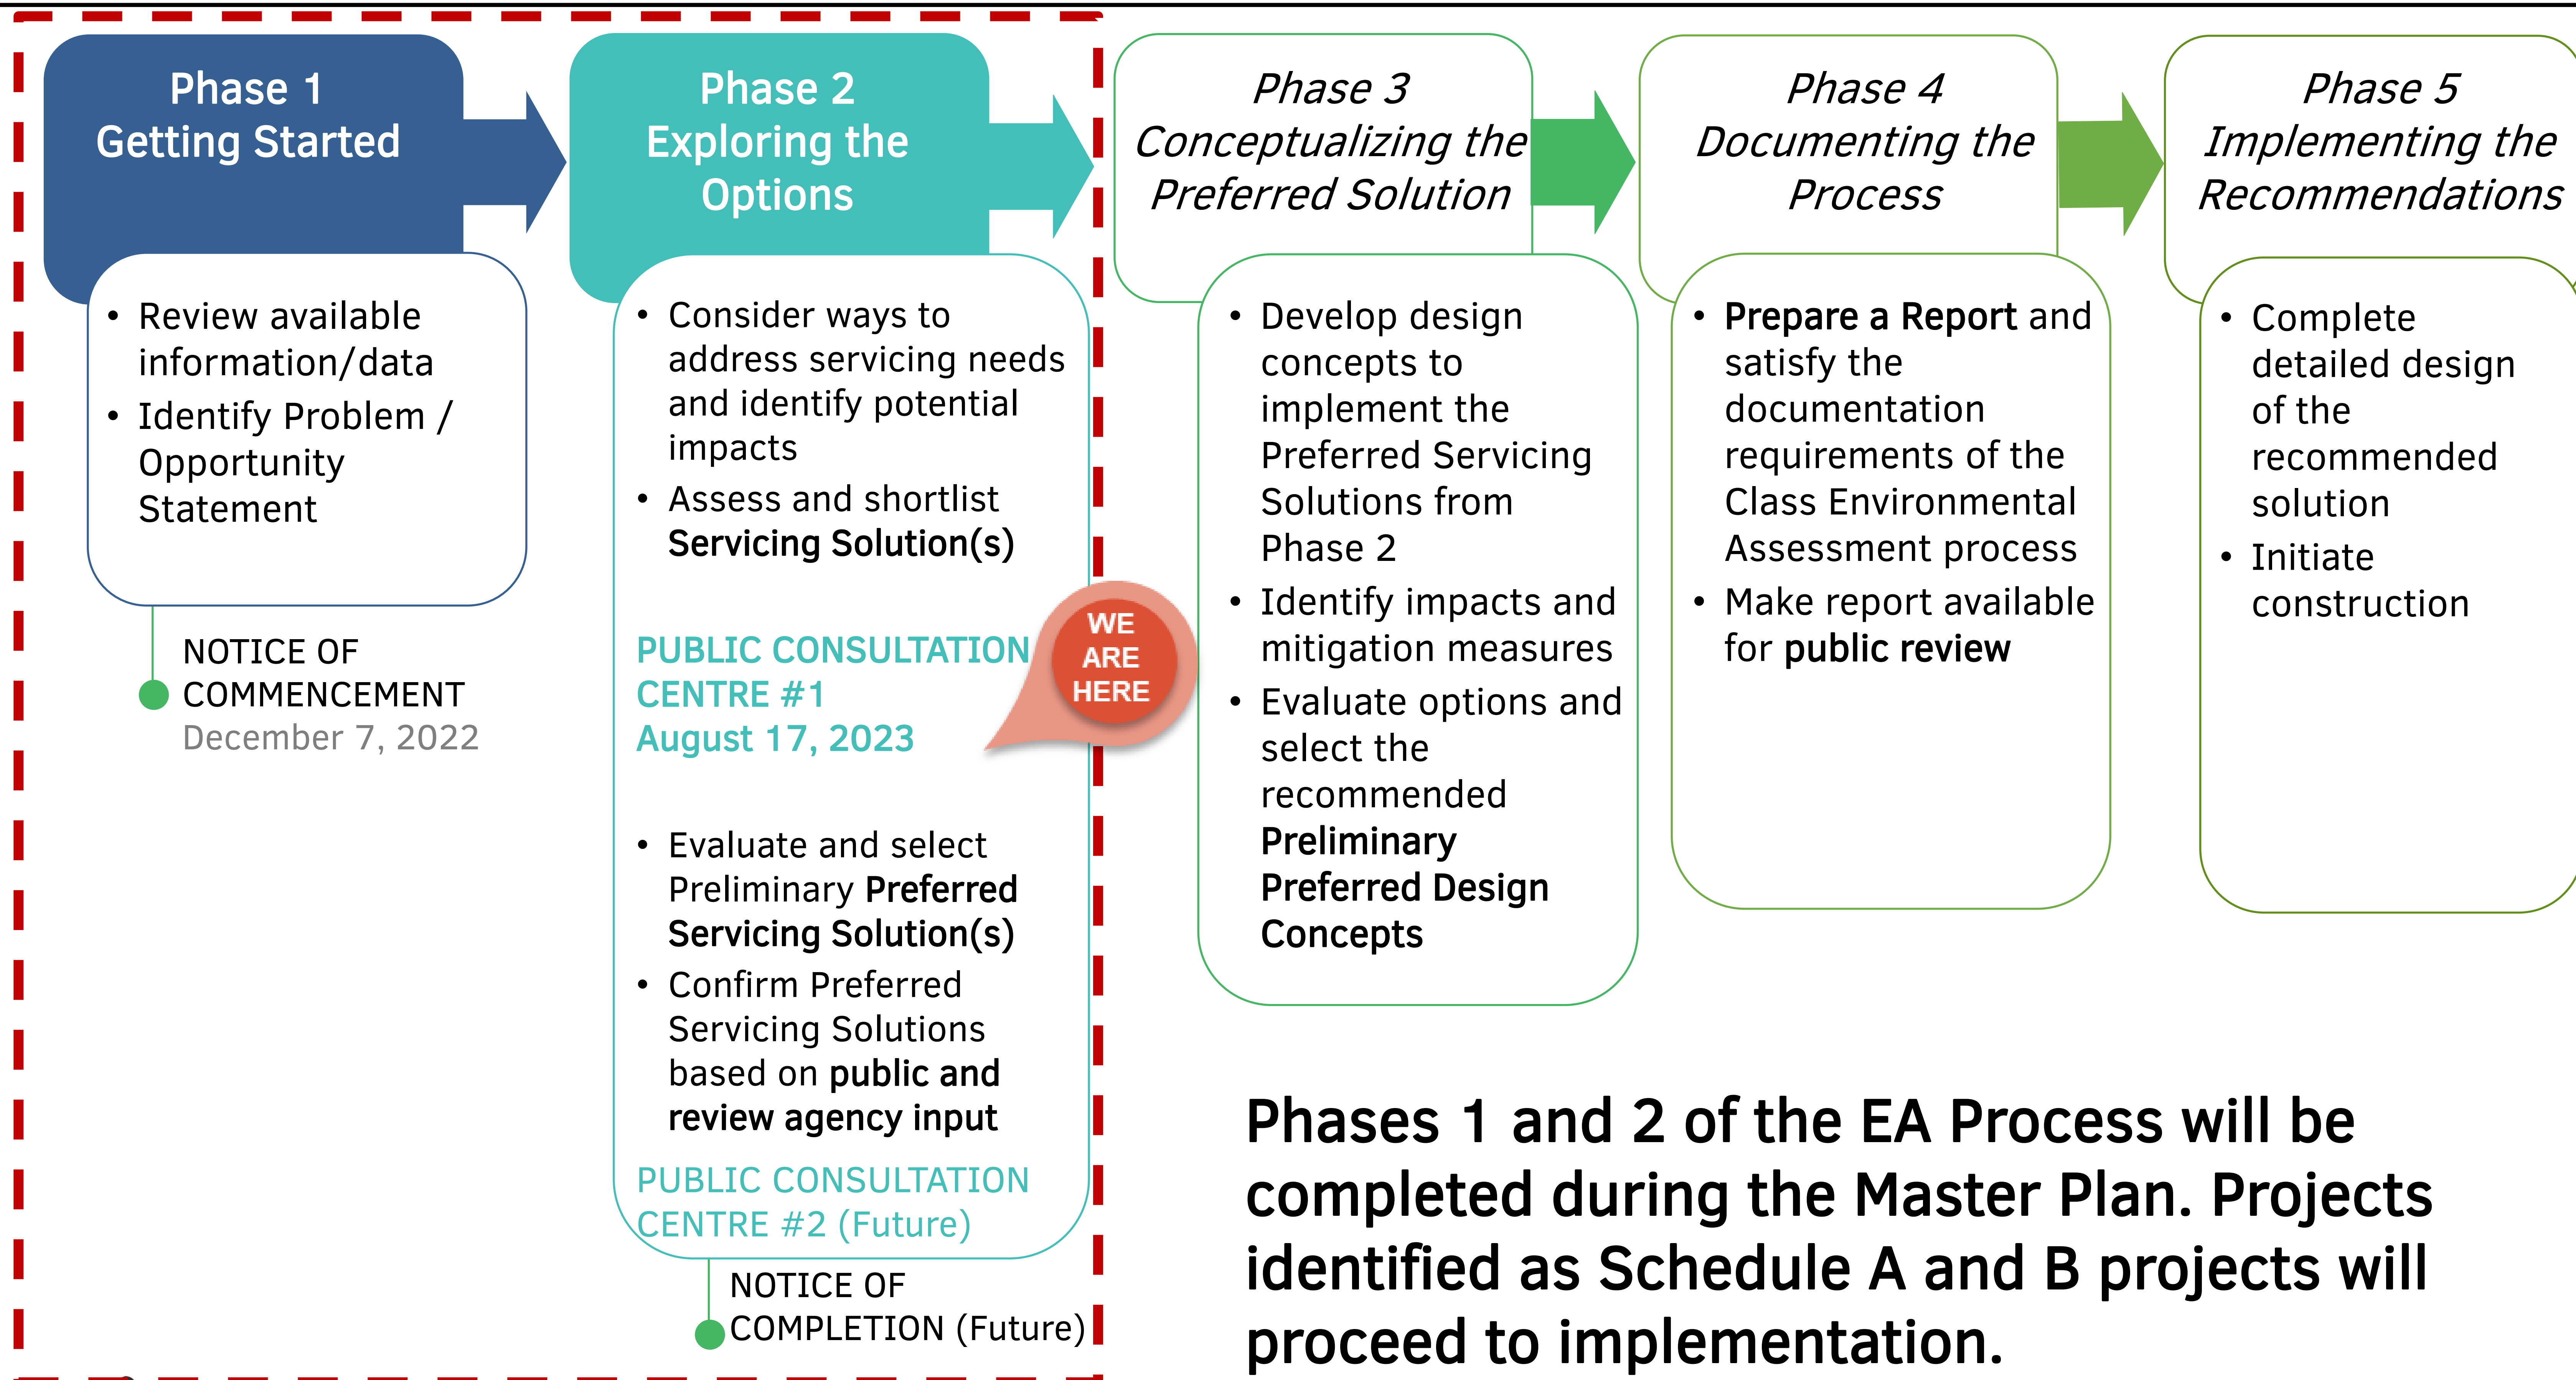 Phase 1
Getting Started
• Review available
information/data
• Identify Problem /
Opportunity
Statement
NOTICE OF
COMMENCEMENT
December 7, 2022
Phase 2
Exploring the
Options
• Consider ways to
address servicing needs
and identify potential
impacts
• Assess and shortlist
Servicing Solution(s)
PUBLIC CONSULTATION
CENTRE #1
August 17, 2023
WE
ARE
HERE
• Evaluate and select
Preliminary Preferred
Servicing Solution(s)
• Confirm Preferred
Servicing Solutions
based on public and
review agency input
PUBLIC CONSULTATION
CENTRE #2 (Future)
NOTICE OF
COMPLETION (Future)
Phase 3
Conceptualizing the
Preferred Solution
• Develop design
concepts to
implement the
Preferred Servicing
Solutions from
Phase 2
• Identify impacts and
mitigation measures
• Evaluate options and
select the
recommended
Preliminary
Preferred Design
Concepts
Phase 4
Documenting the
Process
• Prepare a Report and
satisfy the
documentation
requirements of the
Class Environmental
Assessment process
• Make report available
for public review
Phase 5
Implementing the
Recommendations
• Complete
detailed design
of the
recommended
solution
• Initiate
construction
Phases 1 and 2 of the EA Process will be
completed during the Master Plan. Projects
identified as Schedule A and B projects will
proceed to implementation.